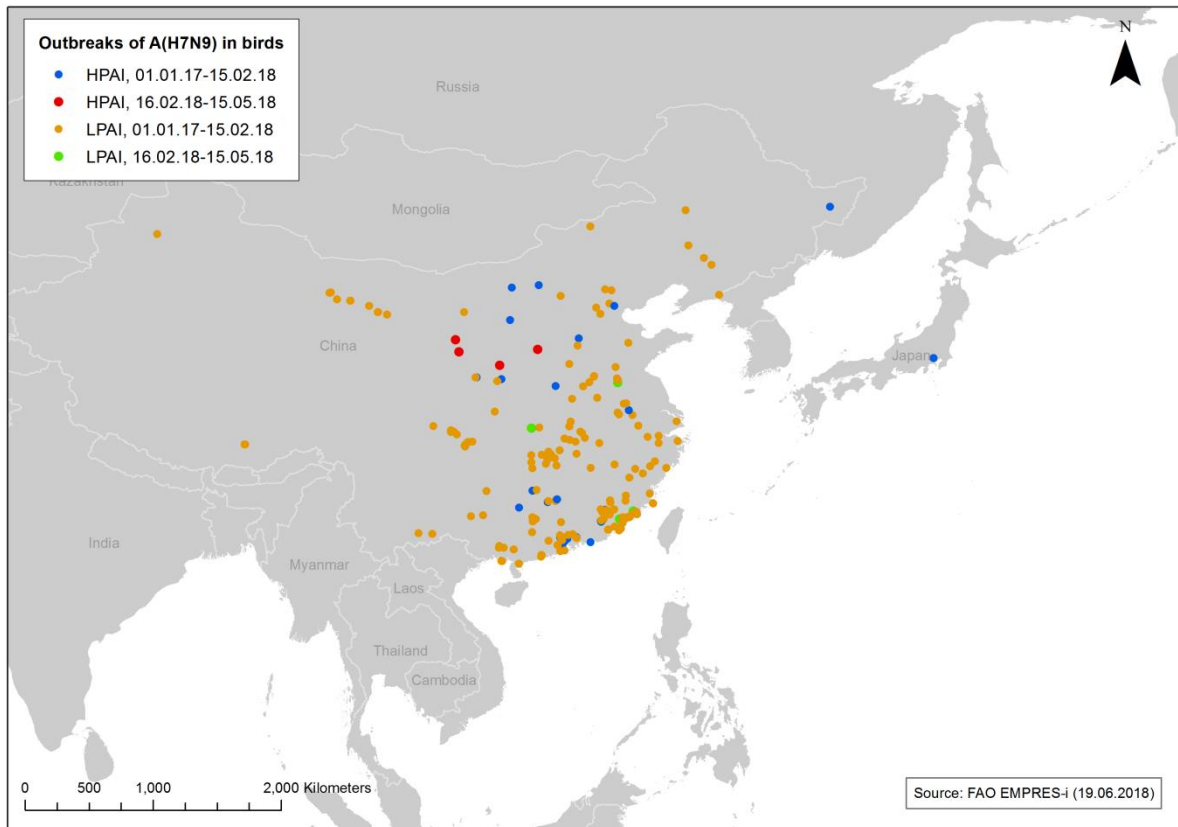 Outbreaks of A(H7N9) in birds
HPAI, 01.01.17-15.02.18
HPAI, 16.02.18-15.05.18
LPAI, 01.01.17-15.02.18
LPAI, 16.02.18-15.05.18
N
Russia
Kazakhstan
Mongolia
China
Japan
India
Myanmar
Laos
Thailand
Cambodia
0 500 1,000 2,000 Kilometers
Source: FAO EMPRES-i (19.06.2018)